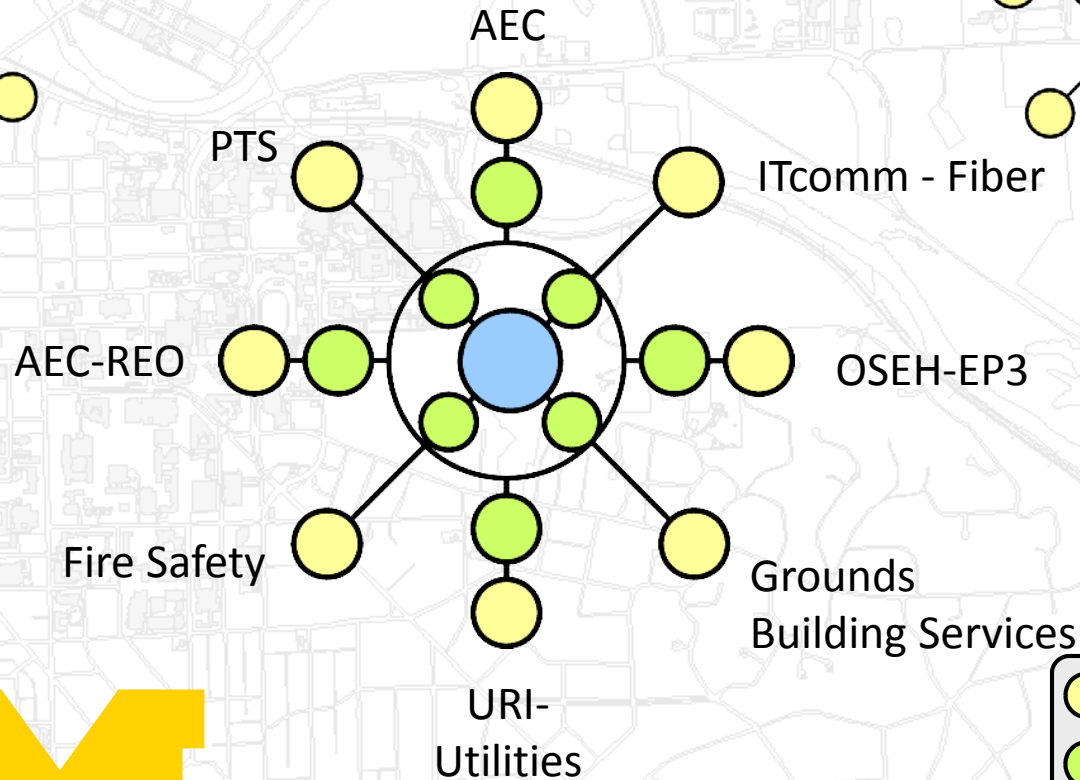 AEC
PTS
ITcomm - Fiber
AEC-REO
OSEH-EP3
Fire Safety
Grounds
Building Services
URI-
Utilities